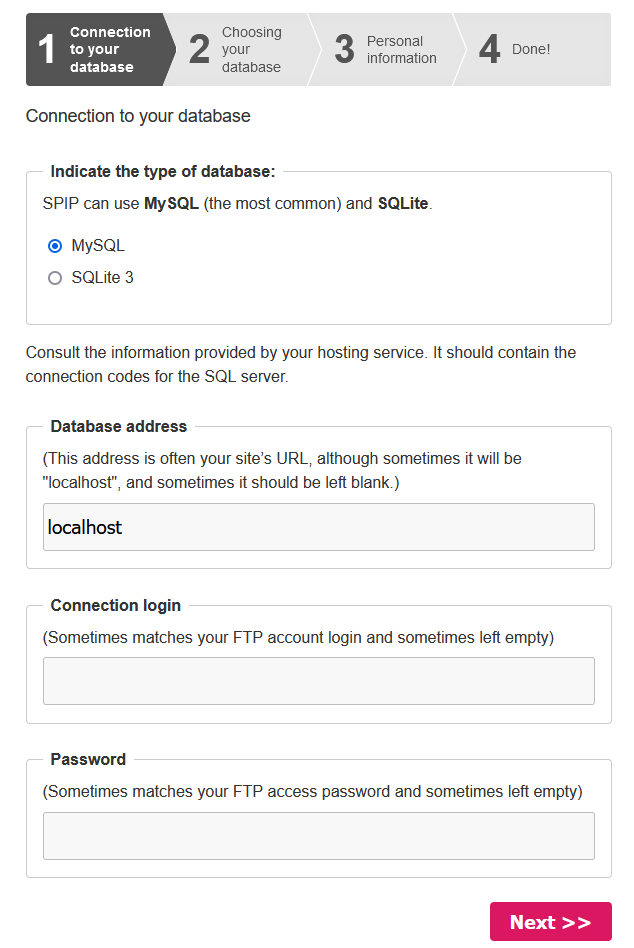 1 Connection to your database
2 Choosing your database
3 Personal information
4 Done!
Connection to your database
Indicate the type of database:
SPIP can use MySQL (the most common) and SQLite.
MySQL
SQLite 3
Consult the information provided by your hosting service. It should contain the
connection codes for the SQL server.
Database address
(This address is often your site’s URL, although sometimes it will be
"localhost", and sometimes it should be left blank.)
localhost
Connection login
(Sometimes matches your FTP account login and sometimes left empty)
Password
(Sometimes matches your FTP access password and sometimes left empty)
Next >>